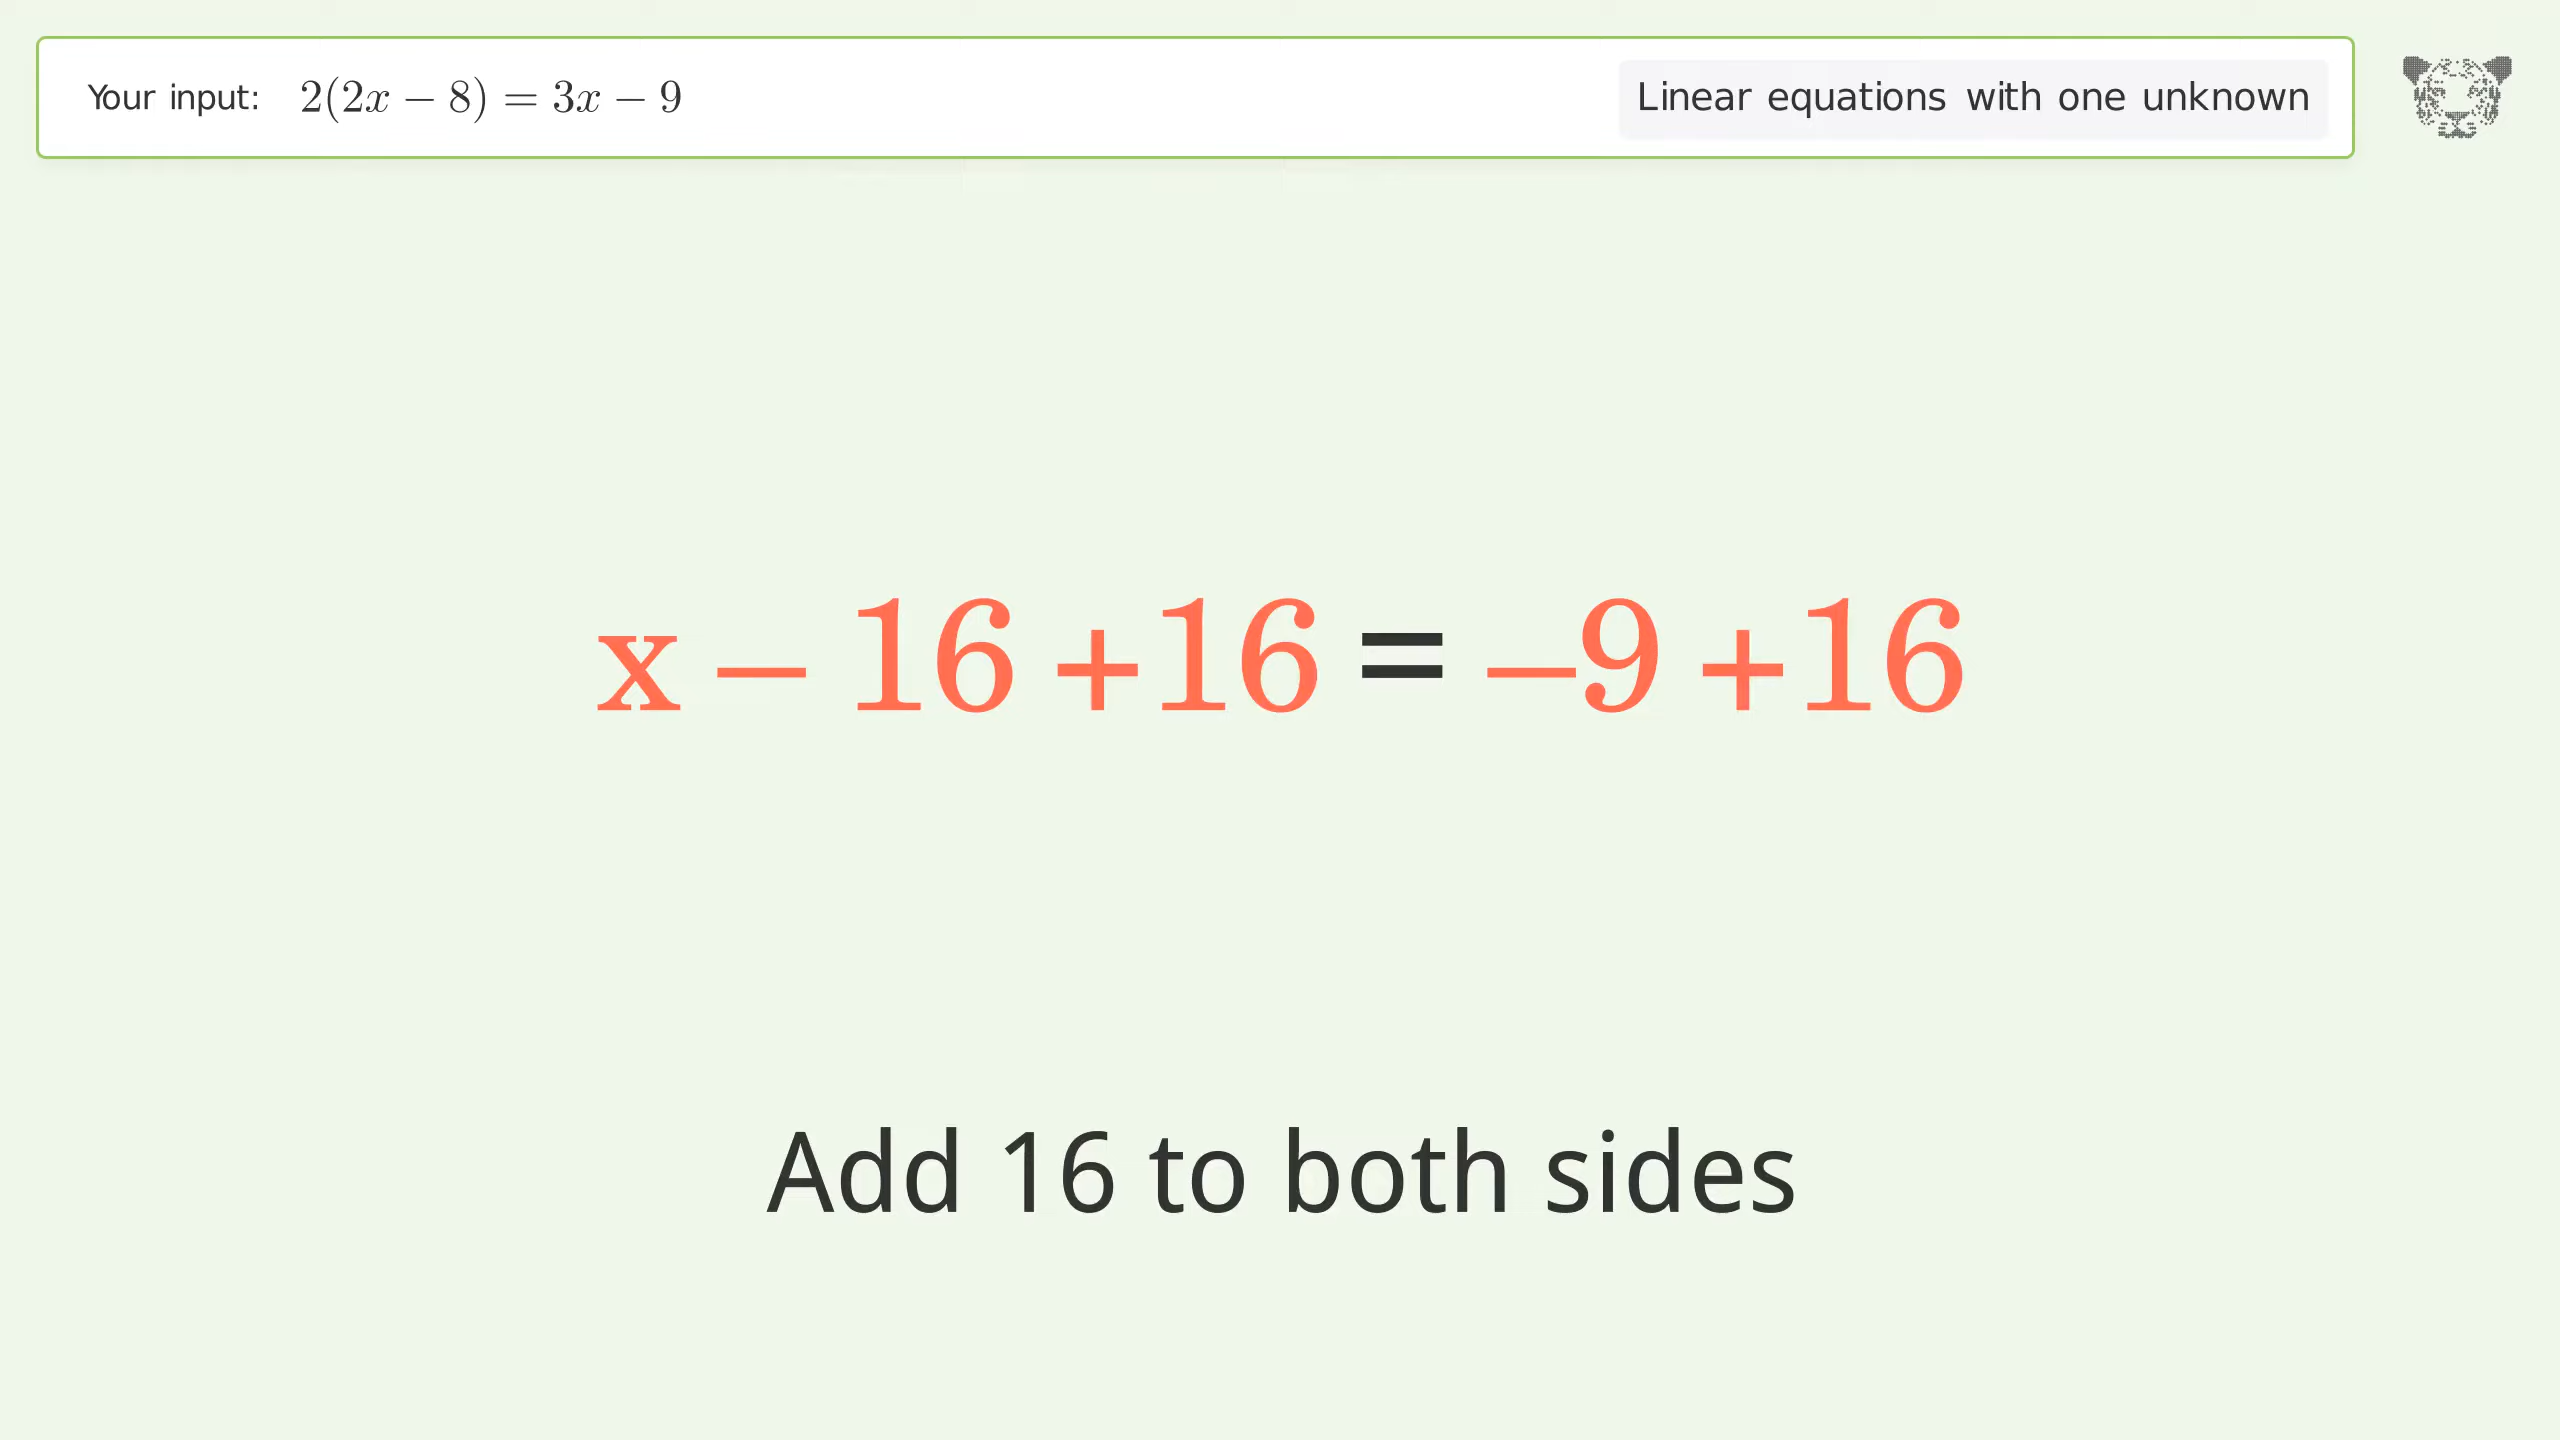 Your input: 2(2x − 8) = 3x − 9
Linear equations with one unknown
x − 16 + 16 = −9 + 16
Add 16 to both sides